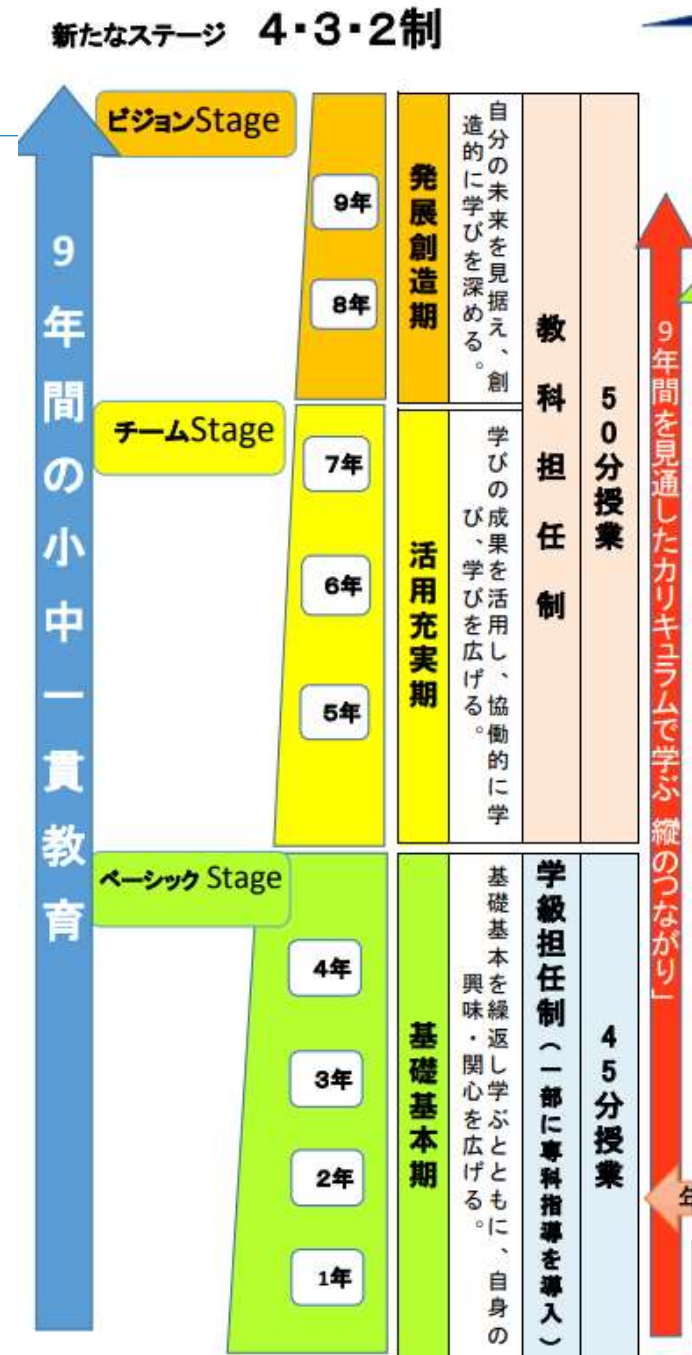 新たなステージ ４・３・２制
9年間の小中一貫教育
ビジョンStage
9年
8年
発展創造期
自分の未来を見据え、創
造的に学びを深める。
チームStage
7年
6年
5年
活用充実期
学びの成果を活用し、協働的に学
び、学びを広げる。
教科担任制
50分授業
ベーシック Stage
4年
3年
2年
1年
基礎基本期
基礎基本を繰返し学ぶとともに、自身の
興味・関心を広げる。
学級担任制（一部に専科指導を導入）
45分授業
9年間を見通したカリキュラムで学ぶ 縦のつながり」
年